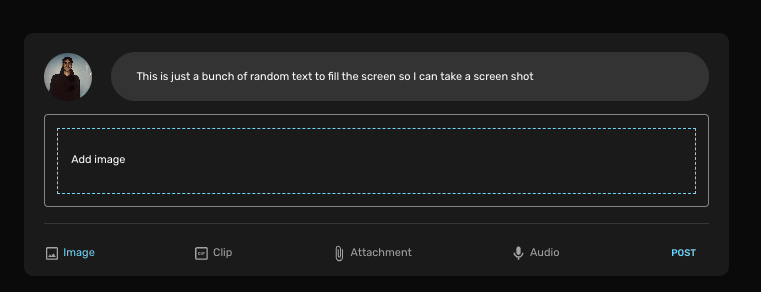 This is just a bunch of random text to fill the screen so I can take a screen shot
Add image
Image
GIF Clip
Attachment
Audio
POST